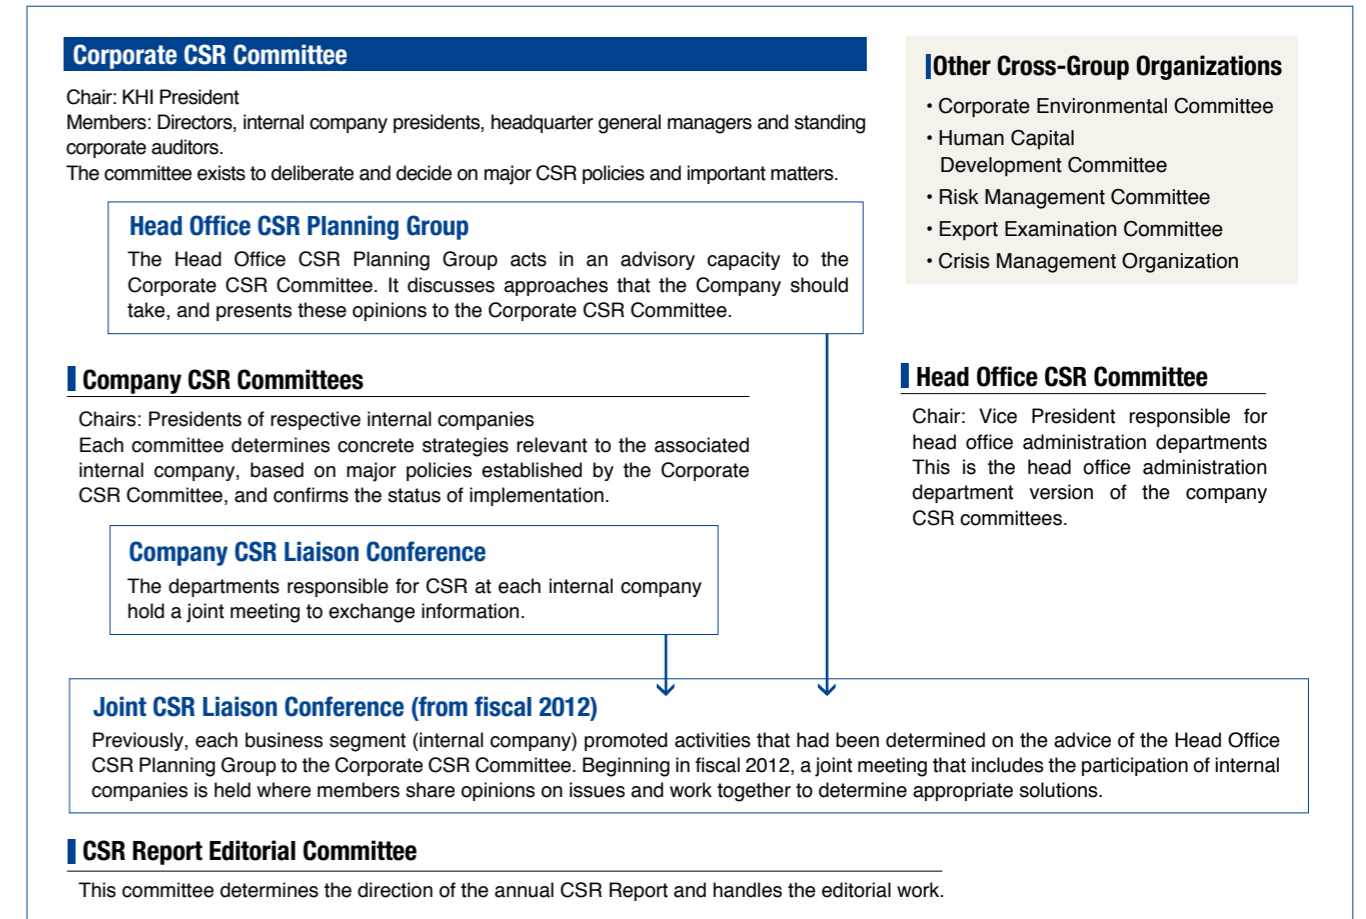 Corporate CSR Committee
Chair: KHI President
Members: Directors, internal company presidents, headquarter general managers and standing
corporate auditors.
The committee exists to deliberate and decide on major CSR policies and important matters.
Head Office CSR Planning Group
The Head Office CSR Planning Group acts in an advisory capacity to the
Corporate CSR Committee. It discusses approaches that the Company should
take, and presents these opinions to the Corporate CSR Committee.
Other Cross-Group Organizations
• Corporate Environmental Committee
• Human Capital
Development Committee
• Risk Management Committee
• Export Examination Committee
• Crisis Management Organization
Company CSR Committees
Chairs: Presidents of respective internal companies
Each committee determines concrete strategies relevant to the associated
internal company, based on major policies established by the Corporate
CSR Committee, and confirms the status of implementation.
Company CSR Liaison Conference
The departments responsible for CSR at each internal company
hold a joint meeting to exchange information.
Head Office CSR Committee
Chair: Vice President responsible for
head office administration departments
This is the head office administration
department version of the company
CSR committees.
Joint CSR Liaison Conference (from fiscal 2012)
Previously, each business segment (internal company) promoted activities that had been determined on the advice of the Head Office
CSR Planning Group to the Corporate CSR Committee. Beginning in fiscal 2012, a joint meeting that includes the participation of internal
companies is held where members share opinions on issues and work together to determine appropriate solutions.
CSR Report Editorial Committee
This committee determines the direction of the annual CSR Report and handles the editorial work.